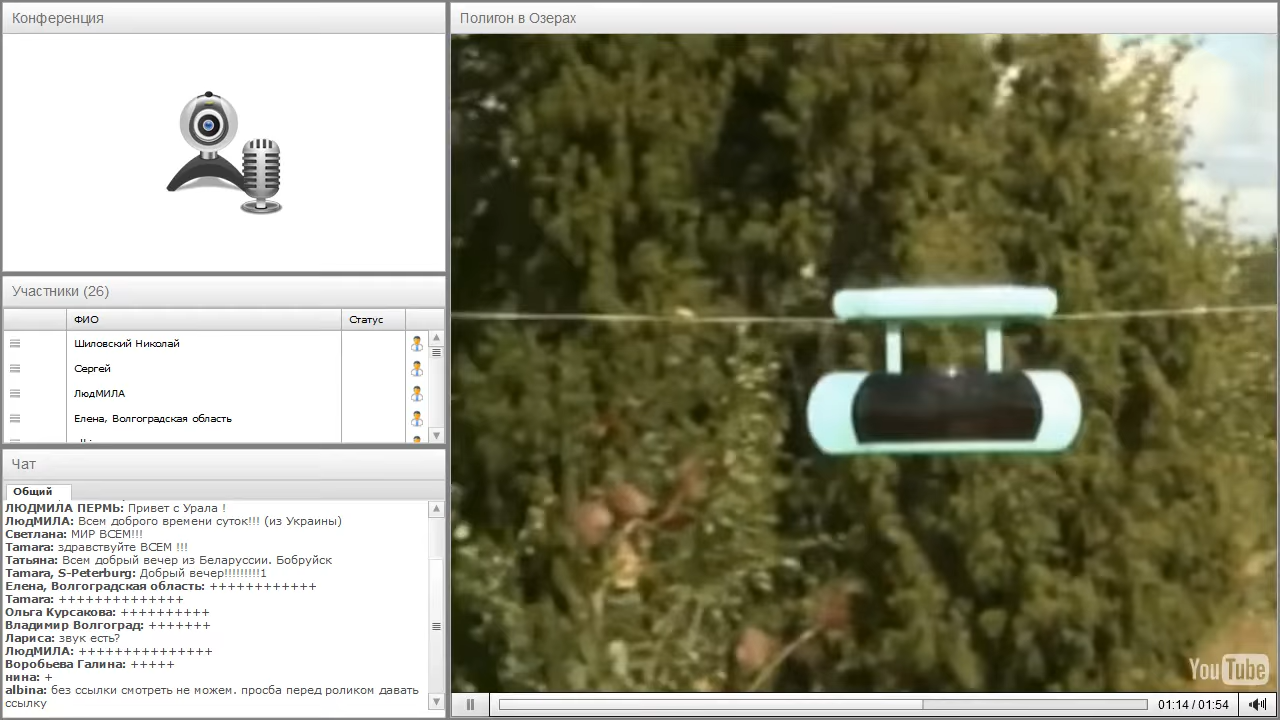 Конференция
Полигон в Озерах
Участники (26)
ФИО Статус
Шиловский Николай
Сергей
ЛюдМИЛА
Елена, Волгоградская область
Чат
Общий
ЛЮДМИЛА ПЕРМЬ: Привет с Урала !
ЛюдМИЛА: Всем доброго времени суток!!! (из Украины)
Светлана: МИР ВСЕМ!!!
Tamara: здравствуйте ВСЕМ !!!
Татьяна: Всем добрый вечер из Беларуссии. Бобруйск
Tamara, S-Peterburg: Добрый вечер!!!!!!!!!1
Елена, Волгоградская область: ++++++++++++
Tamara: ++++++++++++++
Ольга Курсакова: ++++++++++
Владимир Волгоград: +++++++
Лариса: звук есть?
ЛюдМИЛА: +++++++++++++++
Воробьева Галина: +++++
нина: +
albina: без ссылки смотреть не можем. просба перед роликом давать
ссылку
YouTube
01:14 / 01:54